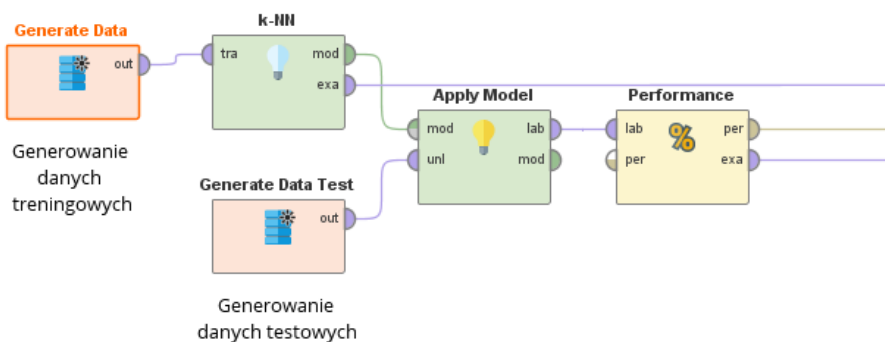 Generate Data
out
Generowanie
danych
treningowych
k-NN
tra
mod
exa
Generate Data Test
out
Generowanie
danych testowych
Apply Model
mod
lab
unl
mod
Performance
%
lab
per
per
exa